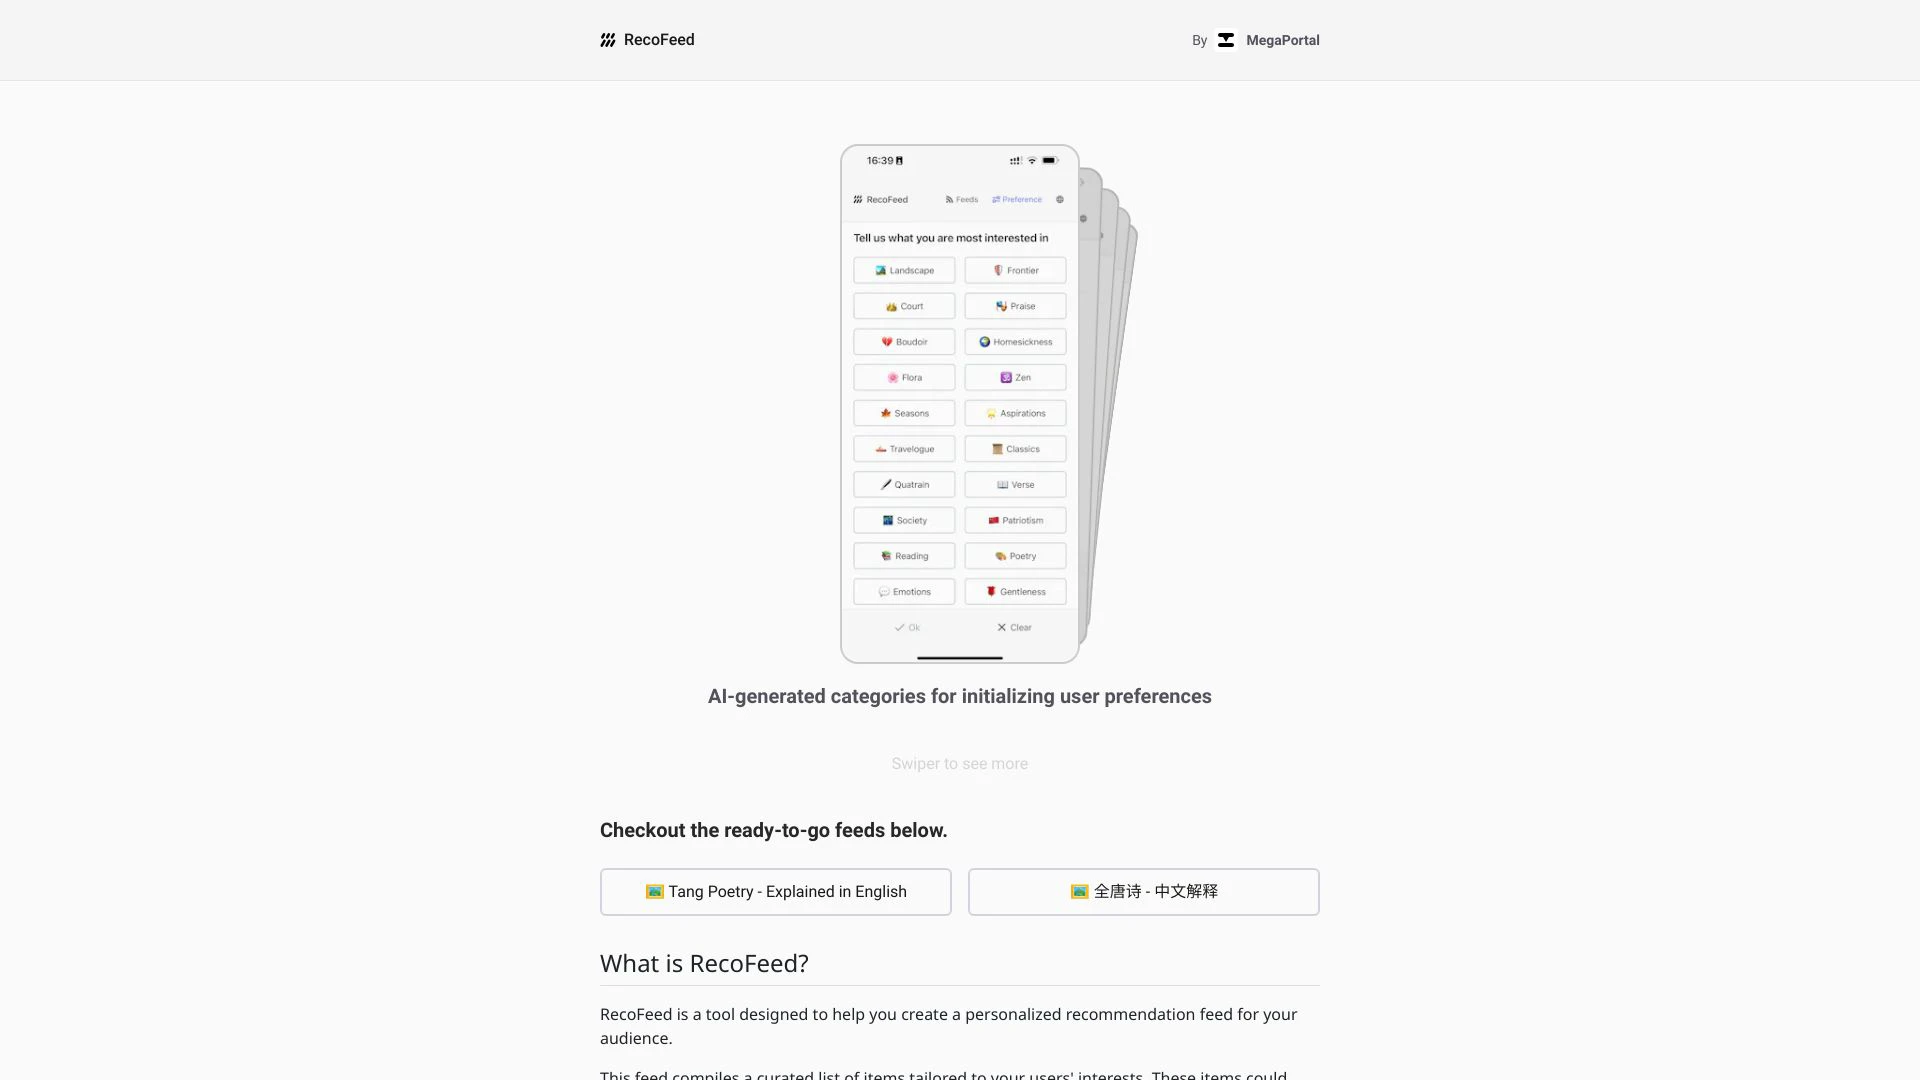 RecoFeed
By MegaPortal
16:39
RecoFeed Feeds Preference
Tell us what you are most interested in
Landscape Frontier
Court Praise
Boudoir Homesickness
Flora Zen
Seasons Aspirations
Travelogue Classics
Quatrain Verse
Society Patriotism
Reading Poetry
Emotions Gentleness
Ok Clear
AI-generated categories for initializing user preferences
Swiper to see more
Checkout the ready-to-go feeds below.
Tang Poetry - Explained in English
全唐诗 - 中文解释
What is RecoFeed?
RecoFeed is a tool designed to help you create a personalized recommendation feed for your
audience.
This feed compiles a curated list of items tailored to your users' interests. These items could